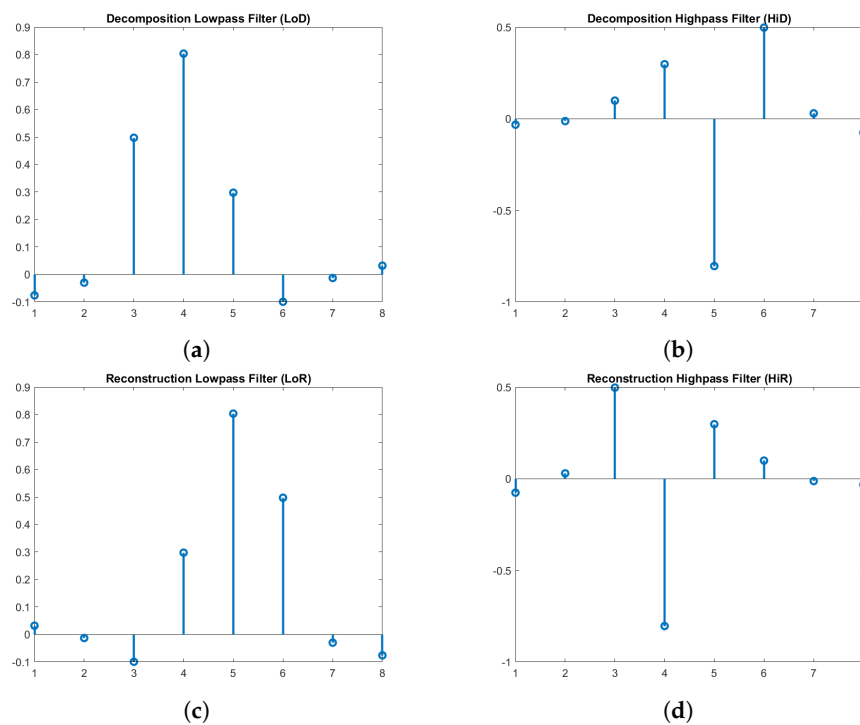 Decomposition Lowpass Filter (LoD)
0.9
0.8
0.7
0.6
0.5
0.4
0.3
0.2
0.1
0
-0.1
1 2 3 4 5 6 7 8
(a)
Decomposition Highpass Filter (HiD)
0.5
0
-0.5
-1
1 2 3 4 5 6 7
(b)
Reconstruction Lowpass Filter (LoR)
0.9
0.8
0.7
0.6
0.5
0.4
0.3
0.2
0.1
0
-0.1
1 2 3 4 5 6 7 8
(c)
Reconstruction Highpass Filter (HiR)
0.5
0
-0.5
-1
1 2 3 4 5 6 7
(d)